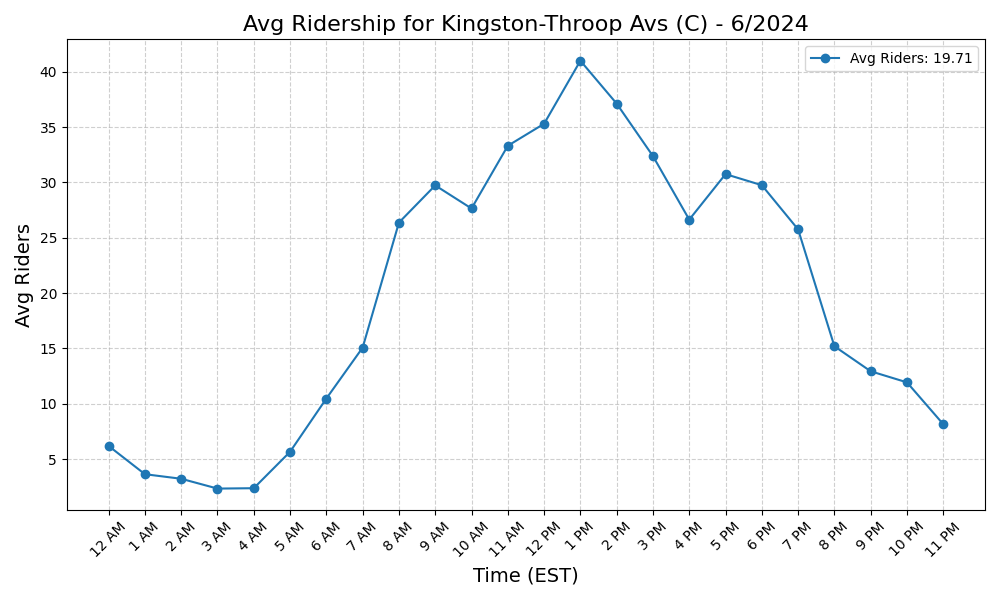 Avg Ridership for Kingston-Throop Avs (C) - 6/2024
Avg Riders: 19.71
Avg Riders
40
35
30
25
20
15
10
5
12 AM
1 AM
2 AM
3 AM
4 AM
5 AM
6 AM
7 AM
8 AM
9 AM
10 AM
11 AM
12 PM
1 PM
2 PM
3 PM
4 PM
5 PM
6 PM
7 PM
8 PM
9 PM
10 PM
11 PM
Time (EST)